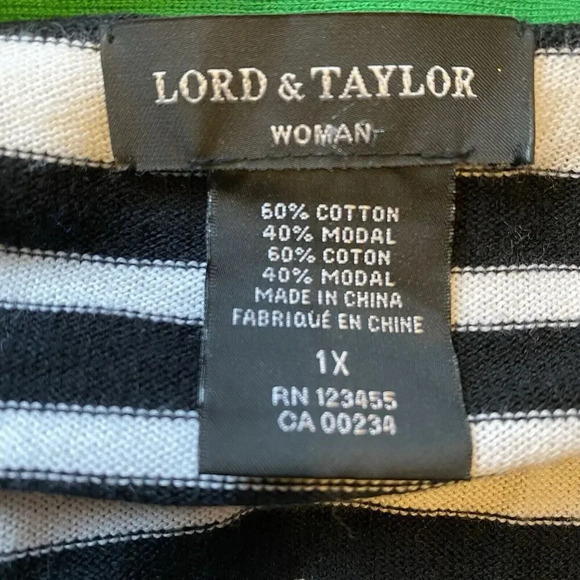 LORD & TAYLOR
WOMAN
60% COTTON
40% MODAL
60% COTON
40% MODAL
MADE IN CHINA
FABRIQUÉ EN CHINE
1X
RN 123455
CA 00234